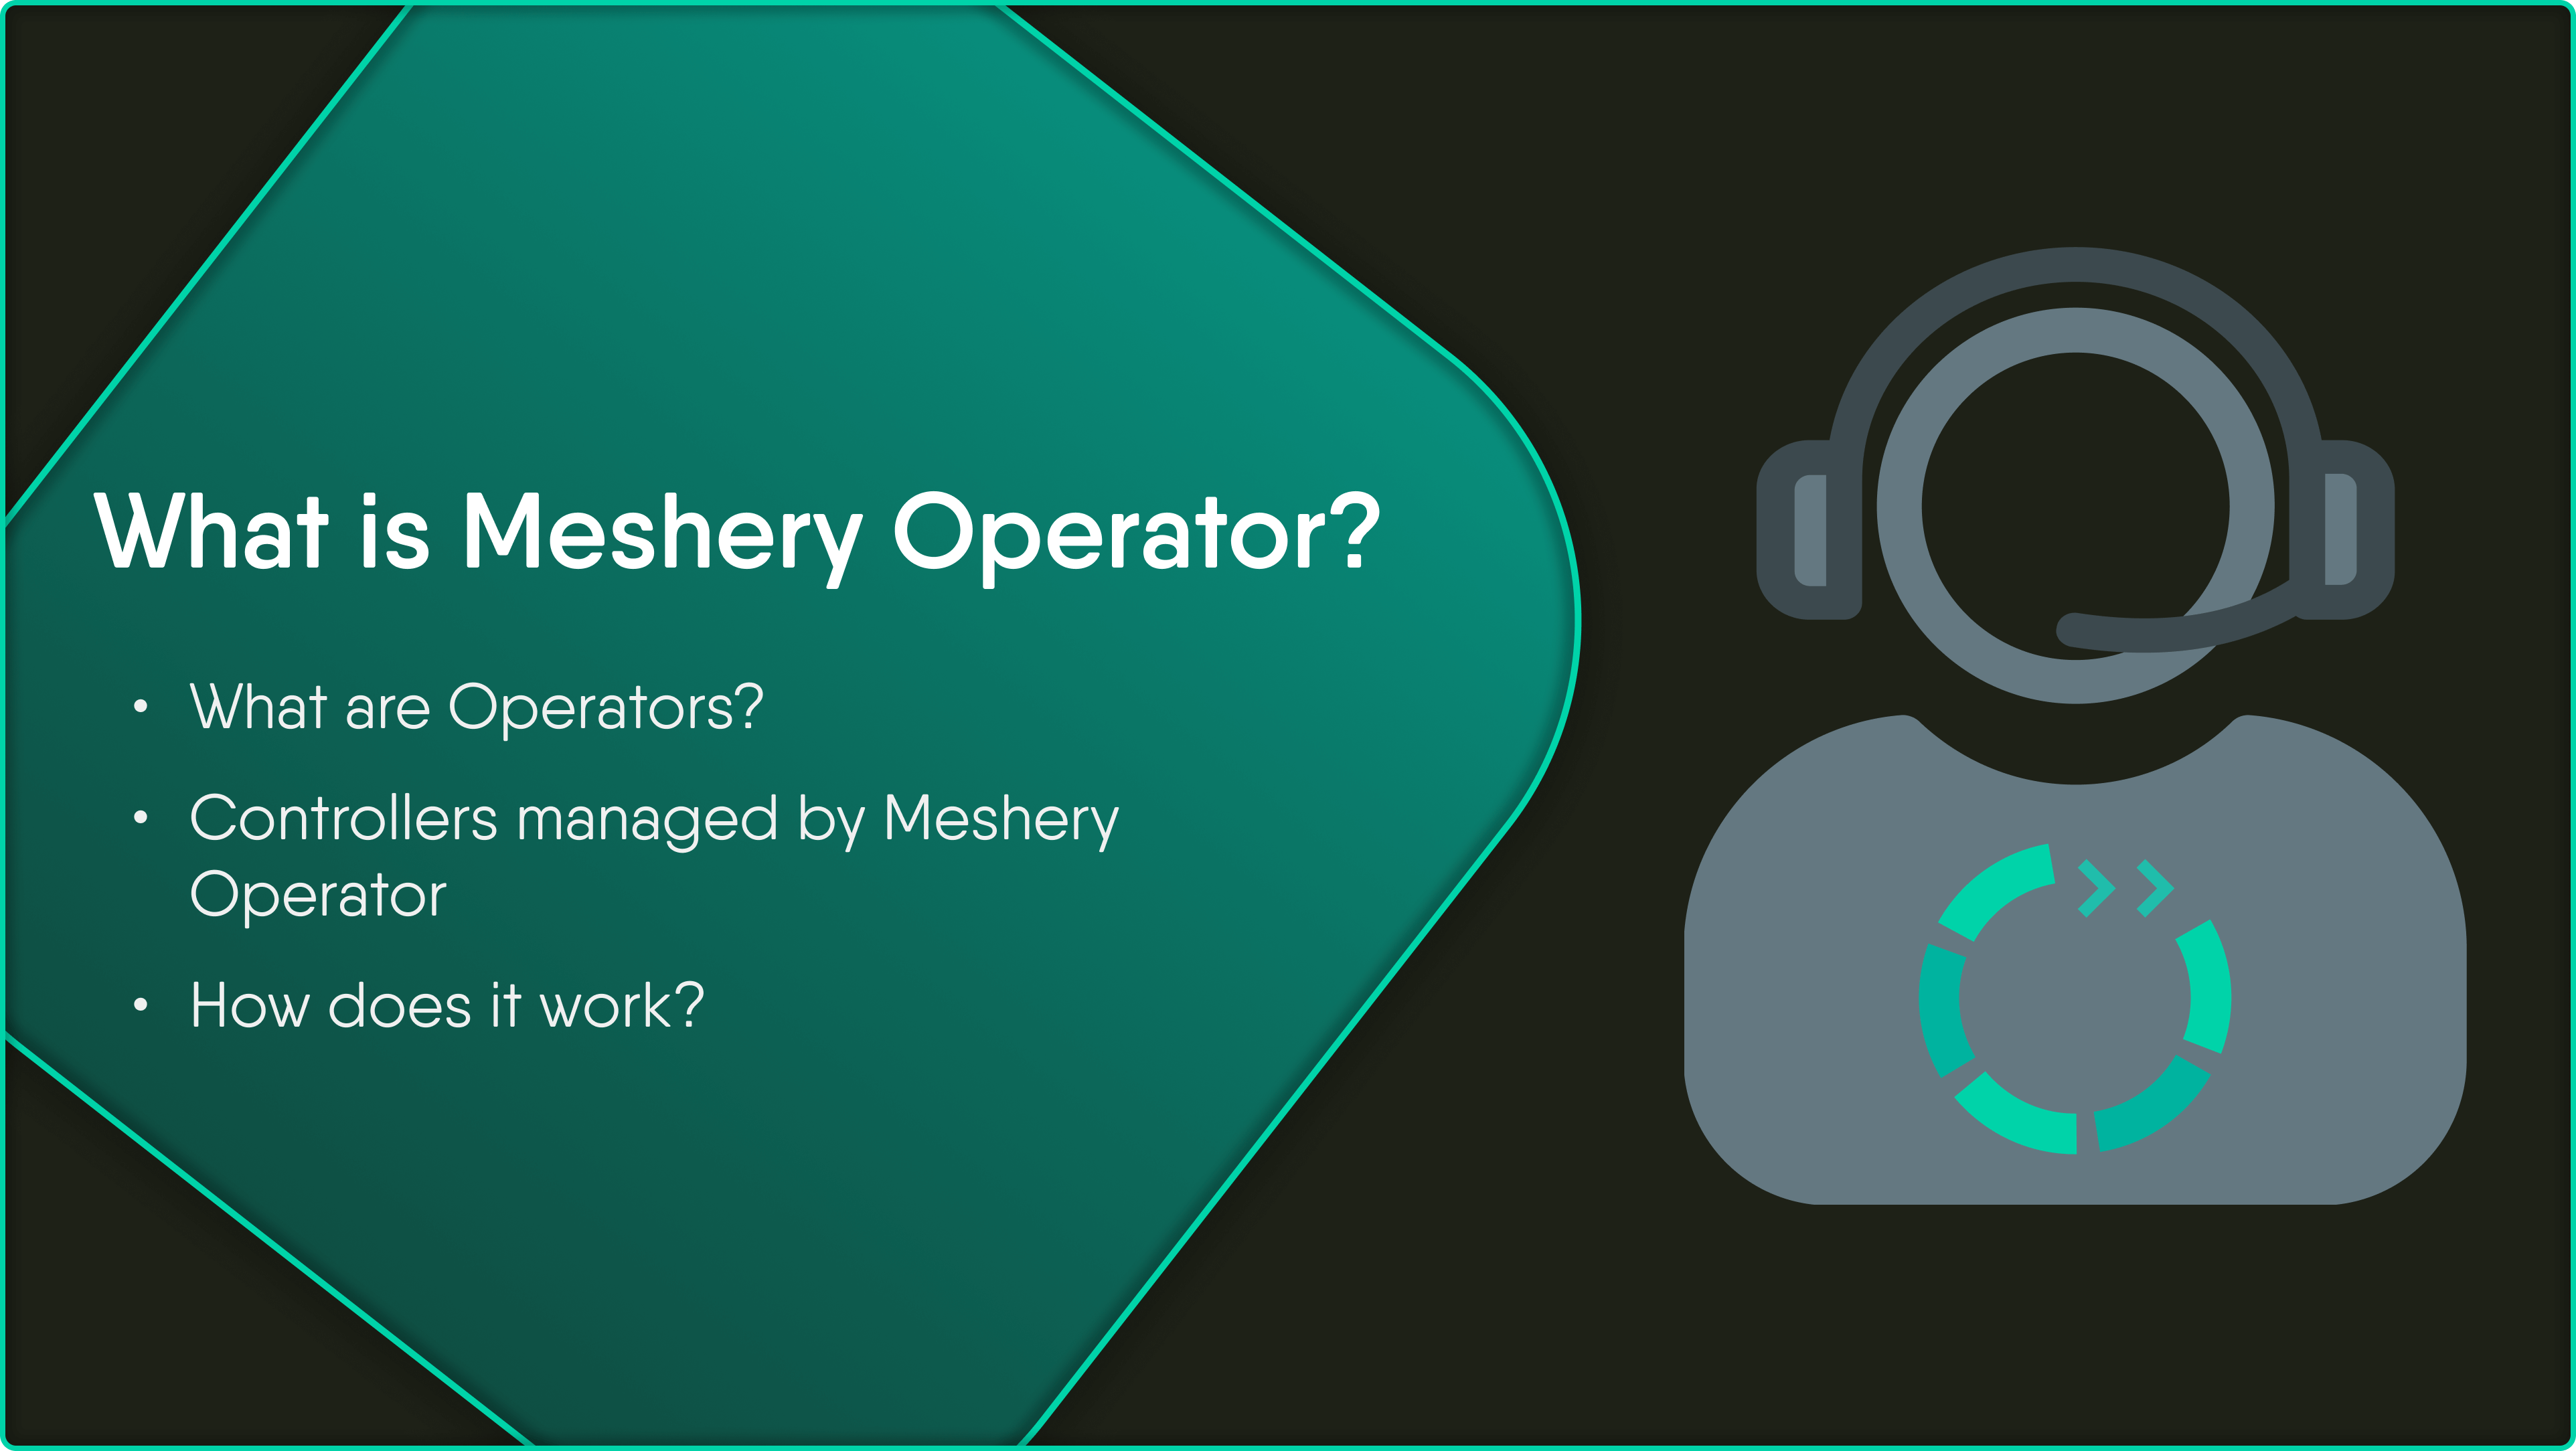 What is Meshery Operator?
• What are Operators?
• Controllers managed by Meshery
Operator
• How does it work?